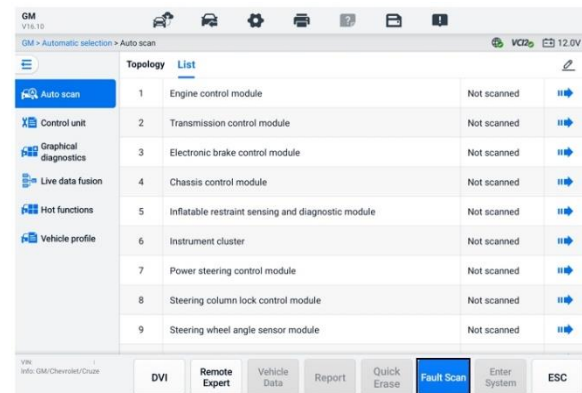 GM
V16.10
GM > Automatic selection > Auto scan
VCI2
12.0V
Topology List
Auto scan
Control unit
Graphical
diagnostics
Live data fusion
Hot functions
Vehicle profile
1 Engine control module Not scanned
2 Transmission control module Not scanned
3 Electronic brake control module Not scanned
4 Chassis control module Not scanned
5 Inflatable restraint sensing and diagnostic module Not scanned
6 Instrument cluster Not scanned
7 Power steering control module Not scanned
8 Steering column lock control module Not scanned
9 Steering wheel angle sensor module Not scanned
VIN:
Info: GM/Chevrolet/Cruze
DVI
Remote
Expert
Vehicle
Data
Report
Quick
Erase
Fault Scan
Enter
System
ESC